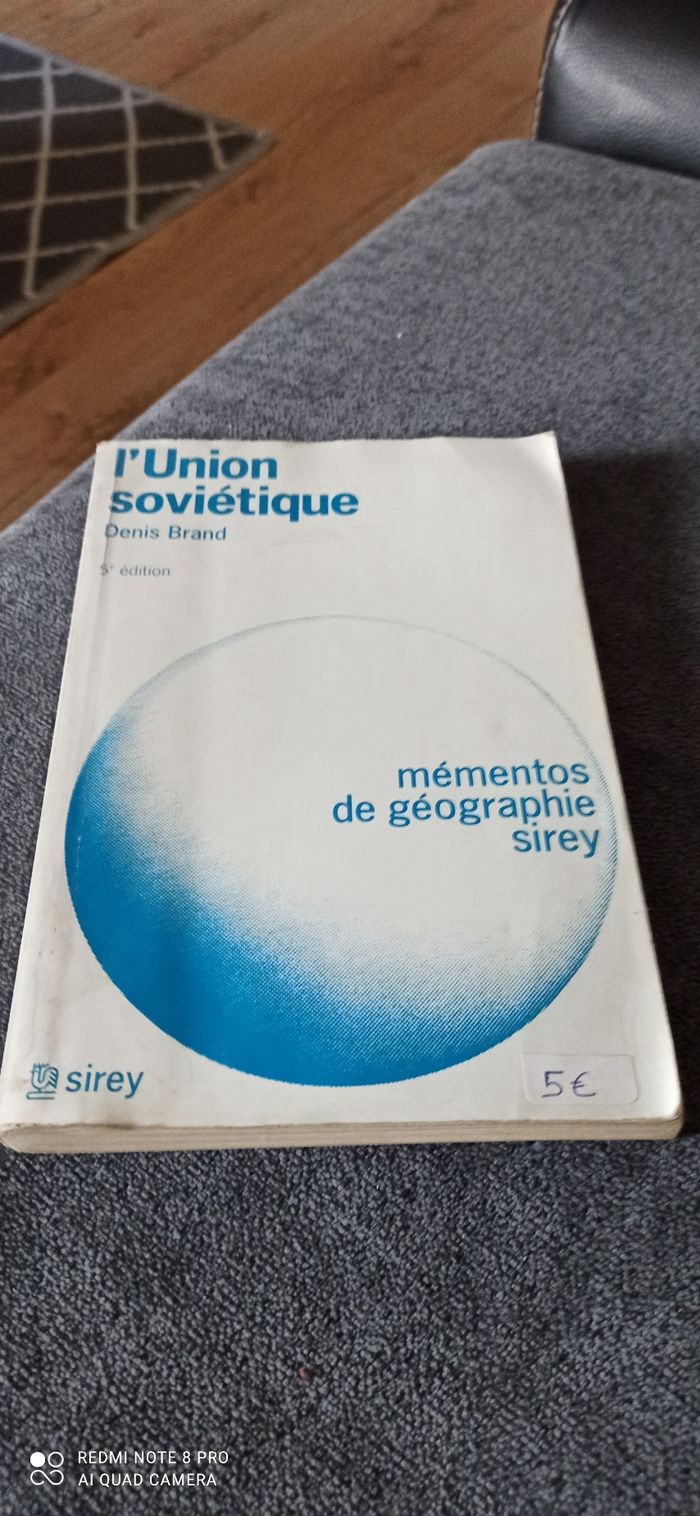 l'Union
soviétique
Denis Brand
5e édition
mémentos
de géographie
sirey
sirey
5€
REDMI NOTE 8 PRO
AI QUAD CAMERA